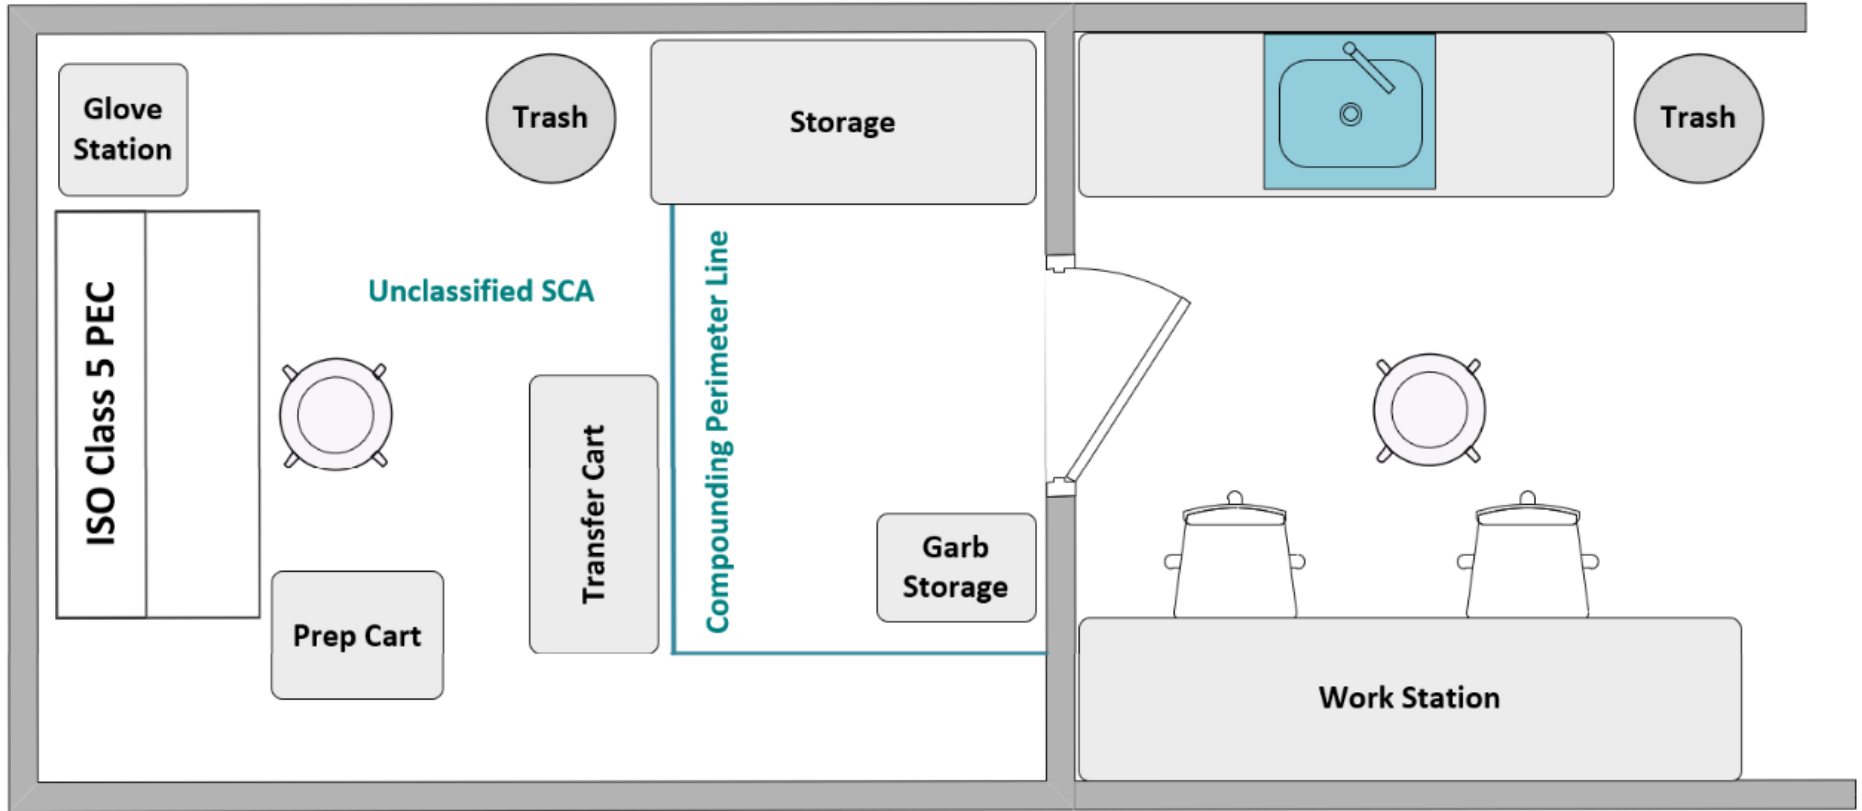 Glove
Station
Trash
Storage
Trash
Unclassified SCA
ISO Class 5 PEC
Compounding Perimeter Line
Transfer Cart
Garb
Storage
Prep Cart
Work Station